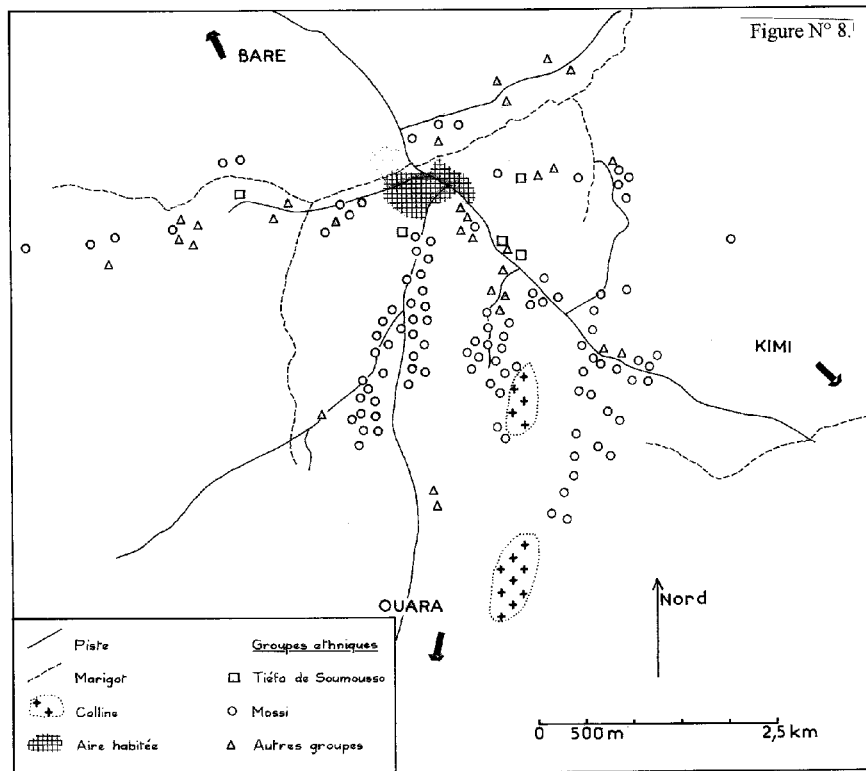 Figure N° 8.
BARE
KIMI
OUARA
Nord
Piste
Marigot
Colline
Aire habitée
Groupes ethniques
Tiéfo de Soumousso
Mossi
Autres groupes
0 500 m 2,5 km